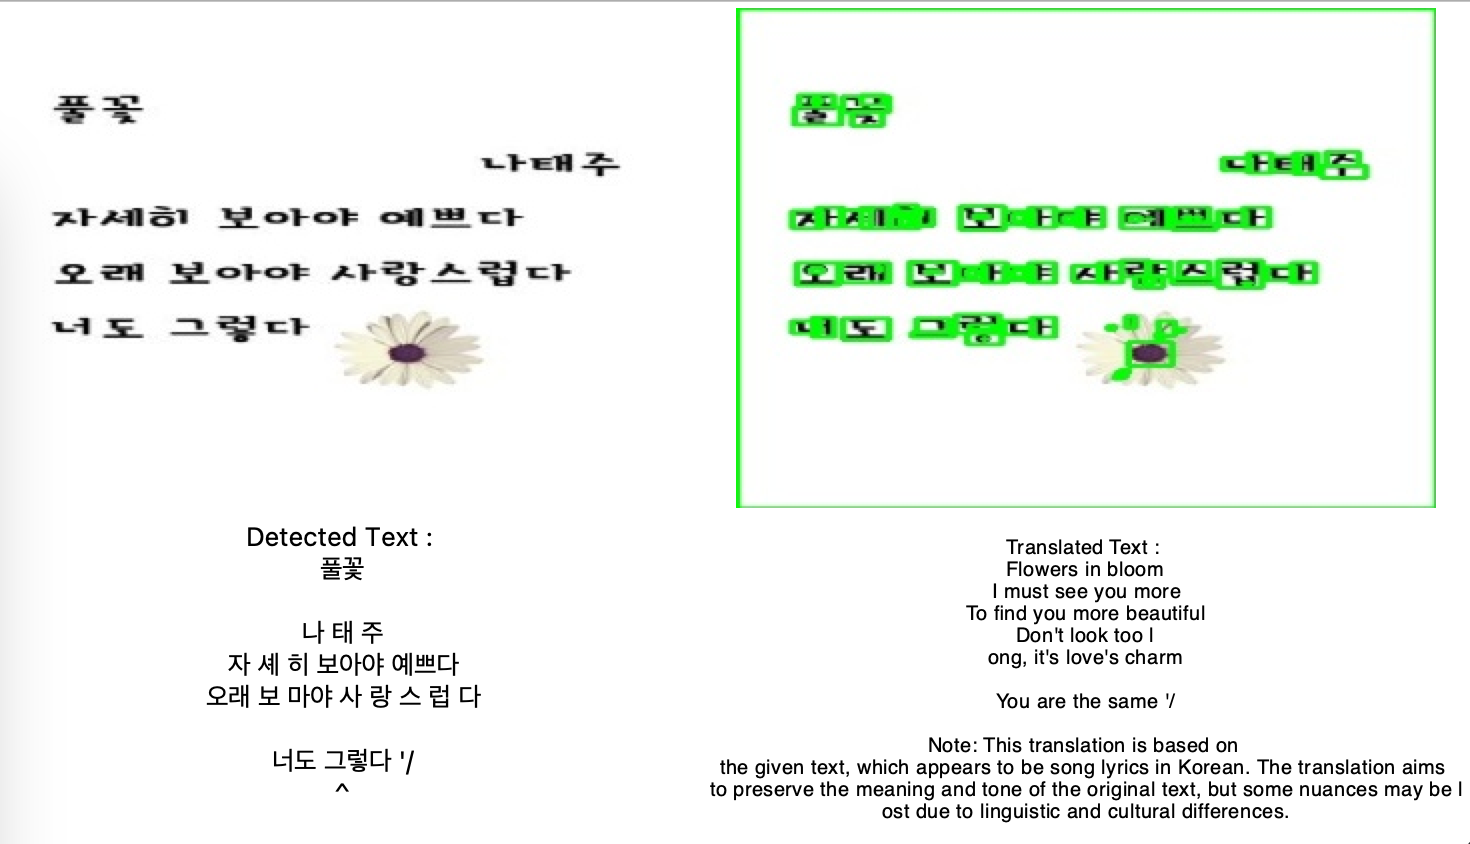 풀꽃
나태주
자세히 보아야 예쁘다
오래 보아야 사랑스럽다
너도 그렇다
풀꽃
나태주
자세히 보아야 예쁘다
오래 보아야 사랑스럽다
너도 그렇다
Detected Text :
풀꽃
나 태 주
자 세 히 보아야 예쁘다
오래 보 마야 사 랑 스 럽 다
너도 그렇다 '/
^
Translated Text :
Flowers in bloom
I must see you more
To find you more beautiful
Don't look too l
ong, it's love's charm
You are the same '/
Note: This translation is based on
the given text, which appears to be song lyrics in Korean. The translation aims
to preserve the meaning and tone of the original text, but some nuances may be l
ost due to linguistic and cultural differences.